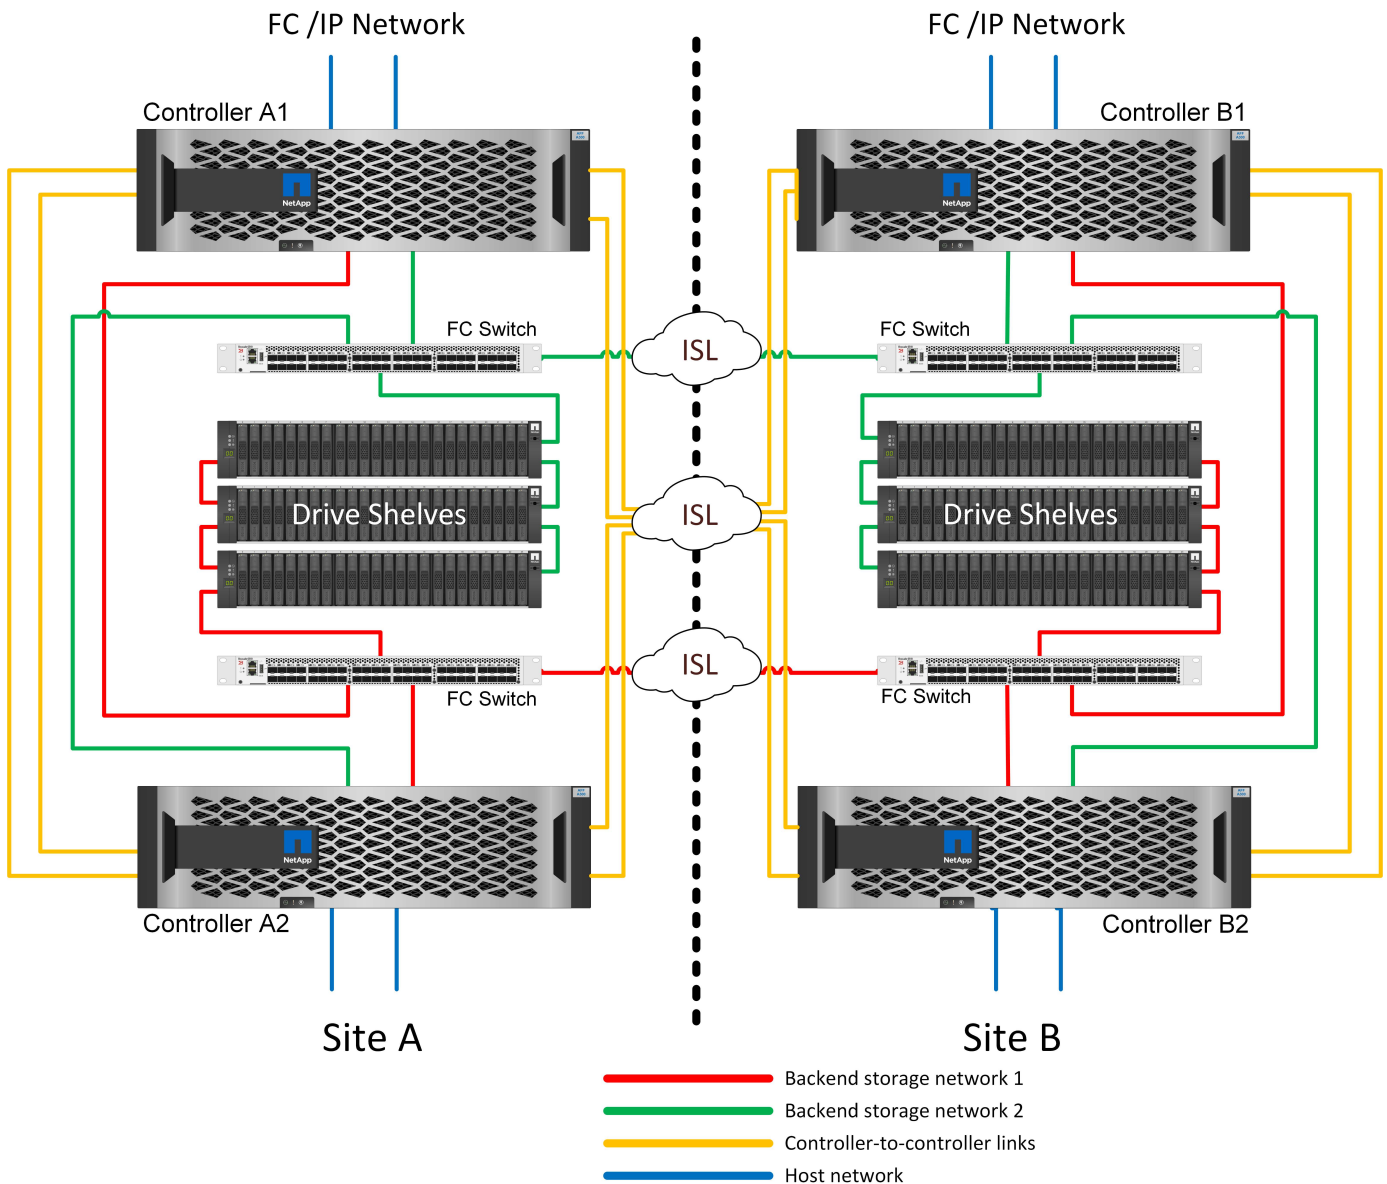 FC /IP Network
FC /IP Network
Controller A1
Controller B1
NetApp
NetApp
FC Switch
ISL
FC Switch
Drive Shelves
ISL
Drive Shelves
ISL
FC Switch
FC Switch
NetApp
NetApp
Controller A2
Controller B2
Site A
Site B
Backend storage network 1
Backend storage network 2
Controller-to-controller links
Host network